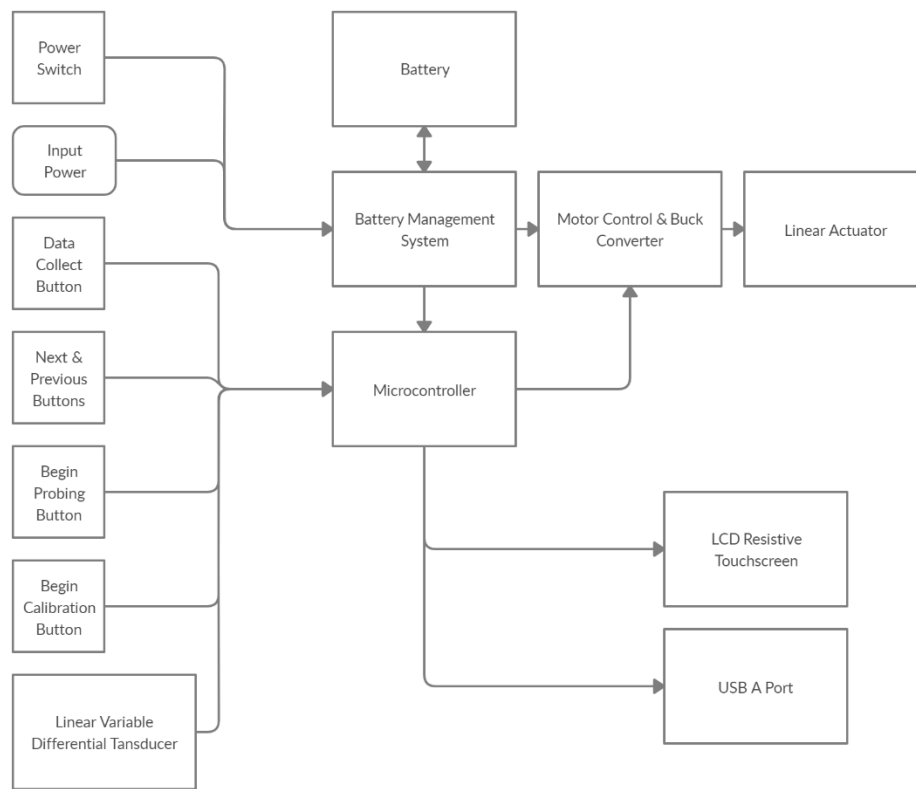 Power
Switch
Battery
Input
Power
Battery Management
System
Motor Control & Buck
Converter
Linear Actuator
Data
Collect
Button
Next &
Previous
Buttons
Microcontroller
Begin
Probing
Button
LCD Resistive
Touchscreen
Begin
Calibration
Button
USB A Port
Linear Variable
Differential Tansducer